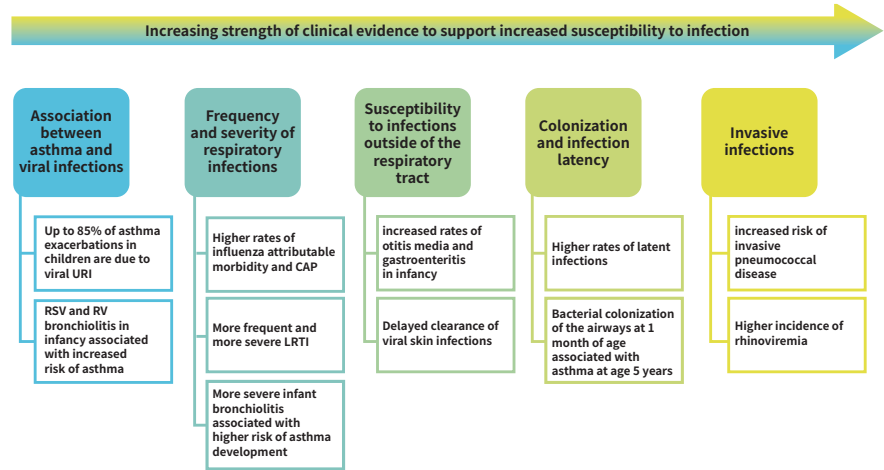 Increasing strength of clinical evidence to support increased susceptibility to infection
Association
between
asthma and
viral infections
Up to 85% of asthma
exacerbations in
children are due to
viral URI
RSV and RV
bronchiolitis in
infancy associated
with increased
risk of asthma
Frequency
and severity of
respiratory
infections
Higher rates of
influenza attributable
morbidity and CAP
More frequent and
more severe LRTI
More severe infant
bronchiolitis
associated with
higher risk of asthma
development
Susceptibility
to infections
outside of the
respiratory
tract
increased rates of
otitis media and
gastroenteritis
in infancy
Delayed clearance of
viral skin infections
Colonization
and infection
latency
Higher rates of latent
infections
Bacterial colonization
of the airways at 1
month of age
associated with
asthma at age 5 years
Invasive
infections
increased risk of
invasive
pneumococcal
disease
Higher incidence of
rhinoviremia